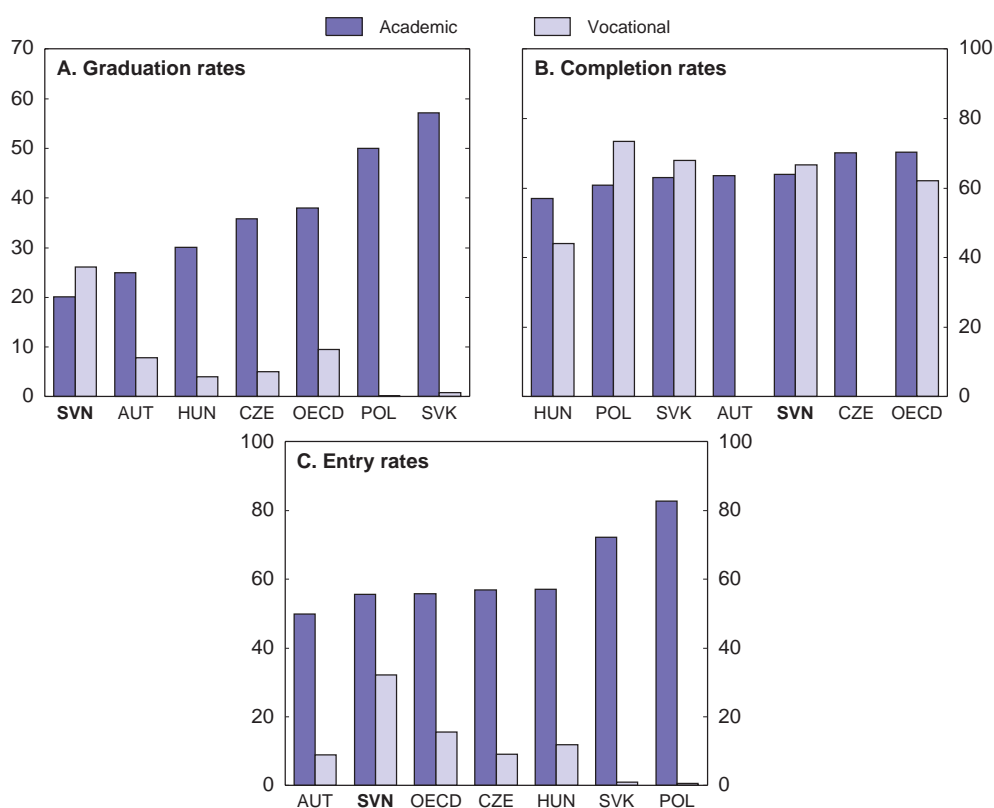 Academic Vocational
A. Graduation rates
70
60
50
40
30
20
10
0
SVN AUT HUN CZE OECD POL SVK
B. Completion rates
100
80
60
40
20
0
HUN POL SVK AUT SVN CZE OECD
C. Entry rates
100 100
80 80
60 60
40 40
20 20
0 0
AUT SVN OECD CZE HUN SVK POL